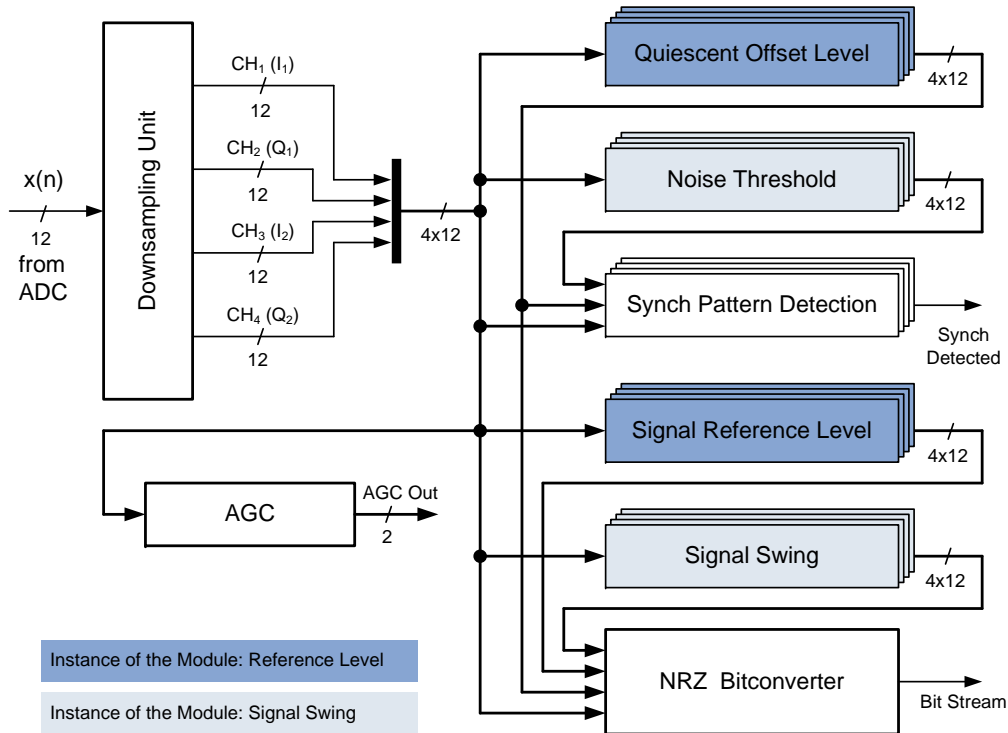 x(n)
12
from
ADC
Downsampling Unit
CH₁ (I₁)
12
CH₂ (Q₁)
12
CH₃ (I₂)
12
CH₄ (Q₂)
12
4x12
Quiescent Offset Level
4x12
Noise Threshold
4x12
Synch Pattern Detection
Synch
Detected
Signal Reference Level
4x12
AGC
AGC Out
2
Signal Swing
4x12
NRZ Bitconverter
Bit Stream
Instance of the Module: Reference Level
Instance of the Module: Signal Swing